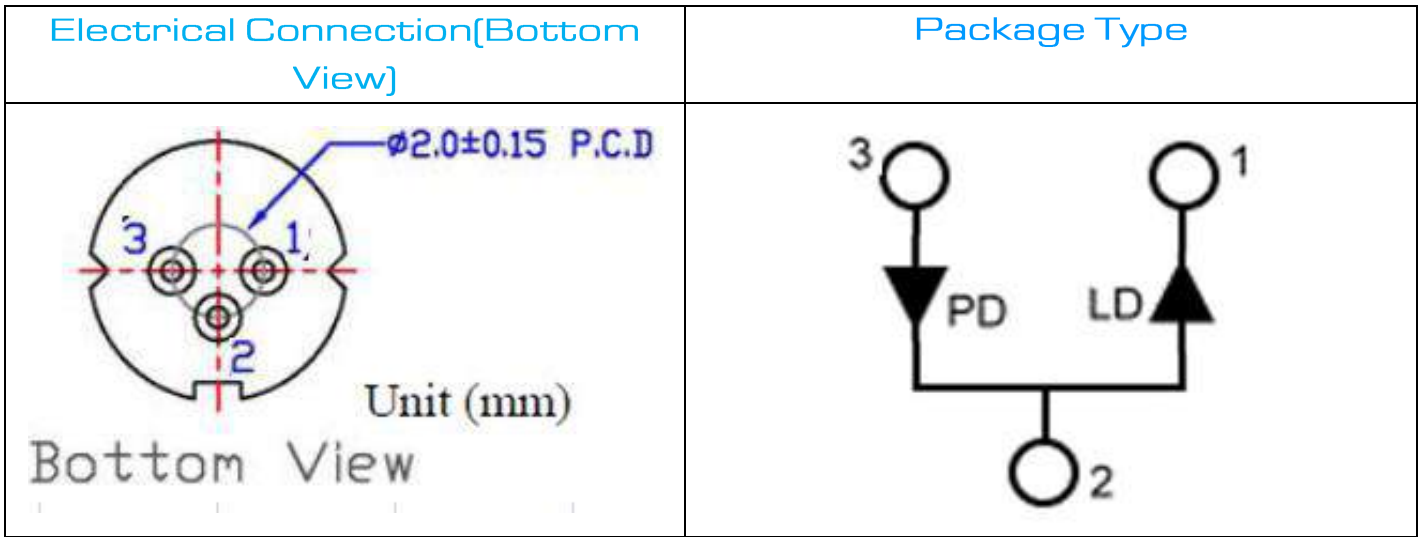 Electrical Connection(Bottom
View)
Package Type
ø2.0±0.15 P.C.D
3
1
2
Unit (mm)
Bottom View
3
1
PD
LD
2